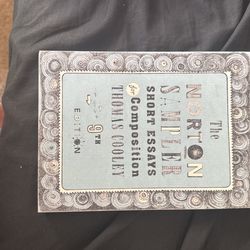 The
NORTON
SAMPLER
SHORT ESSAYS
for Composition
THOMAS COOLEY
9TH
EDITION